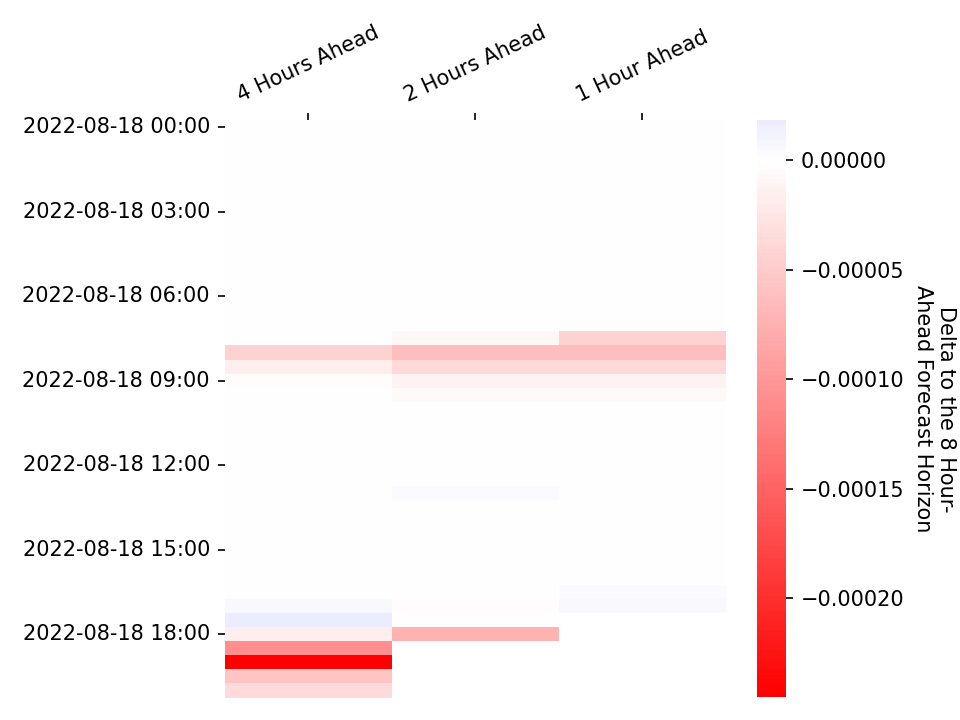 4 Hours Ahead
2 Hours Ahead
1 Hour Ahead
2022-08-18 00:00
2022-08-18 03:00
2022-08-18 06:00
2022-08-18 09:00
2022-08-18 12:00
2022-08-18 15:00
2022-08-18 18:00
0.00000
−0.00005
−0.00010
−0.00015
−0.00020
Delta to the 8 Hour-
Ahead Forecast Horizon